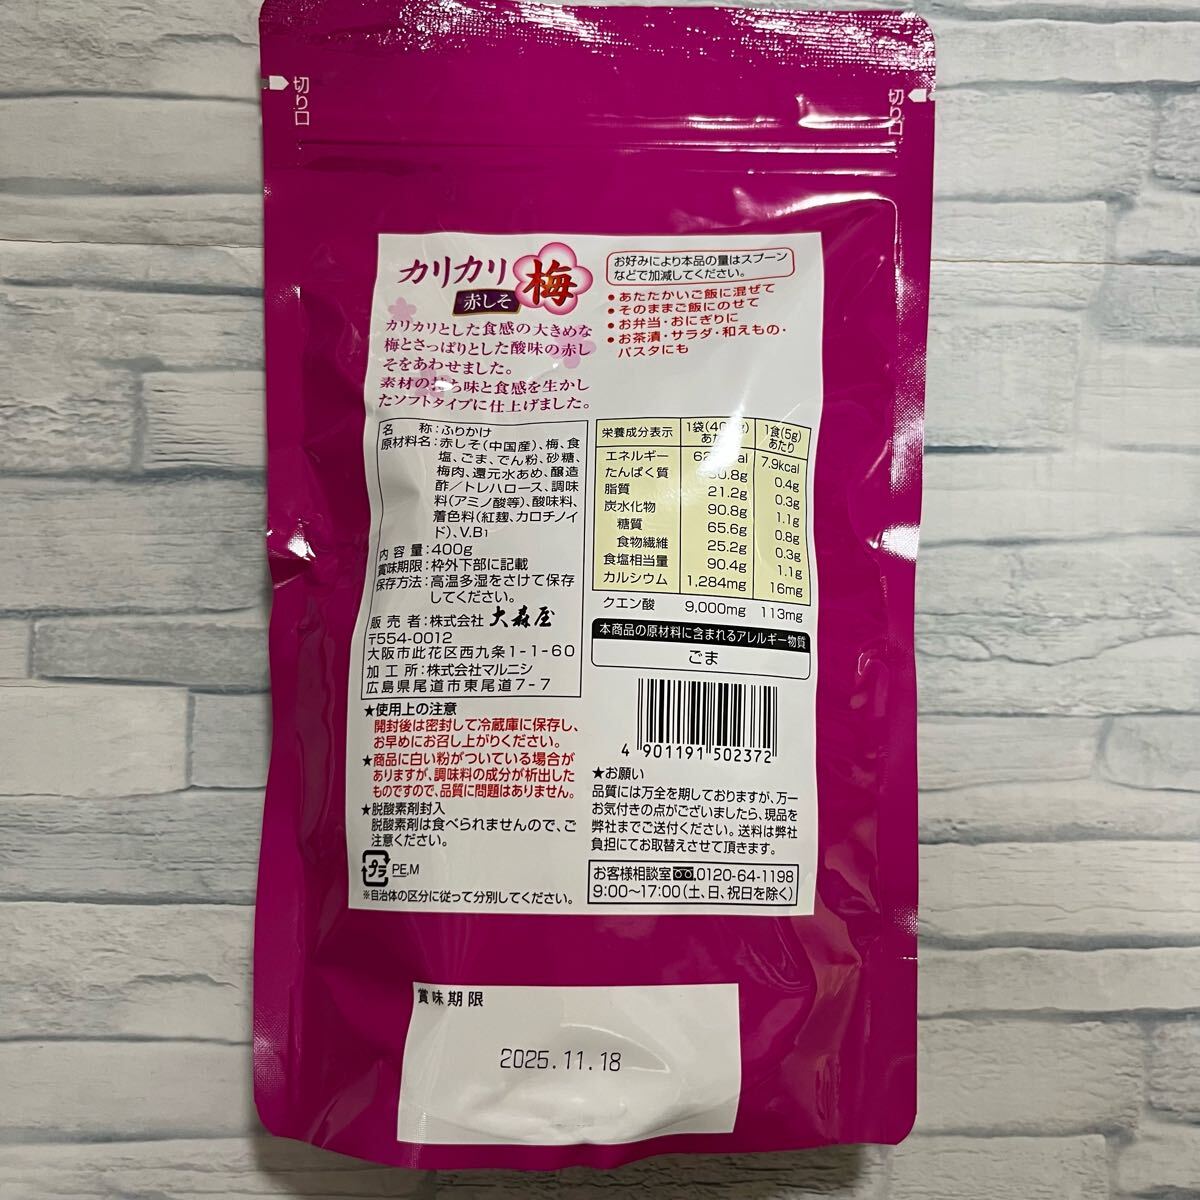 切り口
切り口
カリカリ梅
赤しそ
カリカリとした食感の大きめな
梅とさっぱりとした酸味の赤し
そをあわせました。
素材の持ち味と食感を生かし
たソフトタイプに仕上げました。
お好みにより本品の量はスプーン
などで加減してください。
●あたたかいご飯に混ぜて
●そのままご飯にのせて
●お弁当・おにぎりに
●お茶漬・サラダ・和えもの・
パスタにも
名　称：ふりかけ
原材料名：赤しそ（中国産）、梅、食
塩、ごま、でん粉、砂糖、
梅肉、還元水あめ、醸造
酢／トレハロース、調味
料（アミノ酸等）、酸味料、
着色料（紅麹、カロチノイ
ド）、V.B1
内容量：400g
賞味期限：枠外下部に記載
保存方法：高温多湿をさけて保存
してください。
販売者：株式会社 大森屋
〒554-0012
大阪市此花区西九条1-1-60
加工所：株式会社マルニシ
広島県尾道市東尾道7-7
栄養成分表示 1袋(40 g)あたり 1食(5g)あたり
エネルギー 7.9kcal
たんぱく質 0.8g 0.4g
脂質 21.2g 0.3g
炭水化物 90.8g 1.1g
糖質 65.6g 0.8g
食物繊維 25.2g 0.3g
食塩相当量 90.4g 1.1g
カルシウム 1,284mg 16mg
クエン酸 9,000mg 113mg
本商品の原材料に含まれるアレルギー物質
ごま
4 901191 502372
★使用上の注意
開封後は密封して冷蔵庫に保存し、
お早めにお召し上がりください。
★商品に白い粉がついている場合が
ありますが、調味料の成分が析出した
ものですので、品質に問題はありません。
★脱酸素剤封入
脱酸素剤は食べられませんので、ご
注意ください。
プラ PE,M
※自治体の区分に従って分別してください。
★お願い
品質には万全を期しておりますが、万一
お気付きの点がございましたら、現品を
弊社までご送付ください。送料は弊社
負担にてお取替えさせて頂きます。
お客様相談室 0120-64-1198
9:00〜17:00（土、日、祝日を除く）
賞味期限
2025.11.18